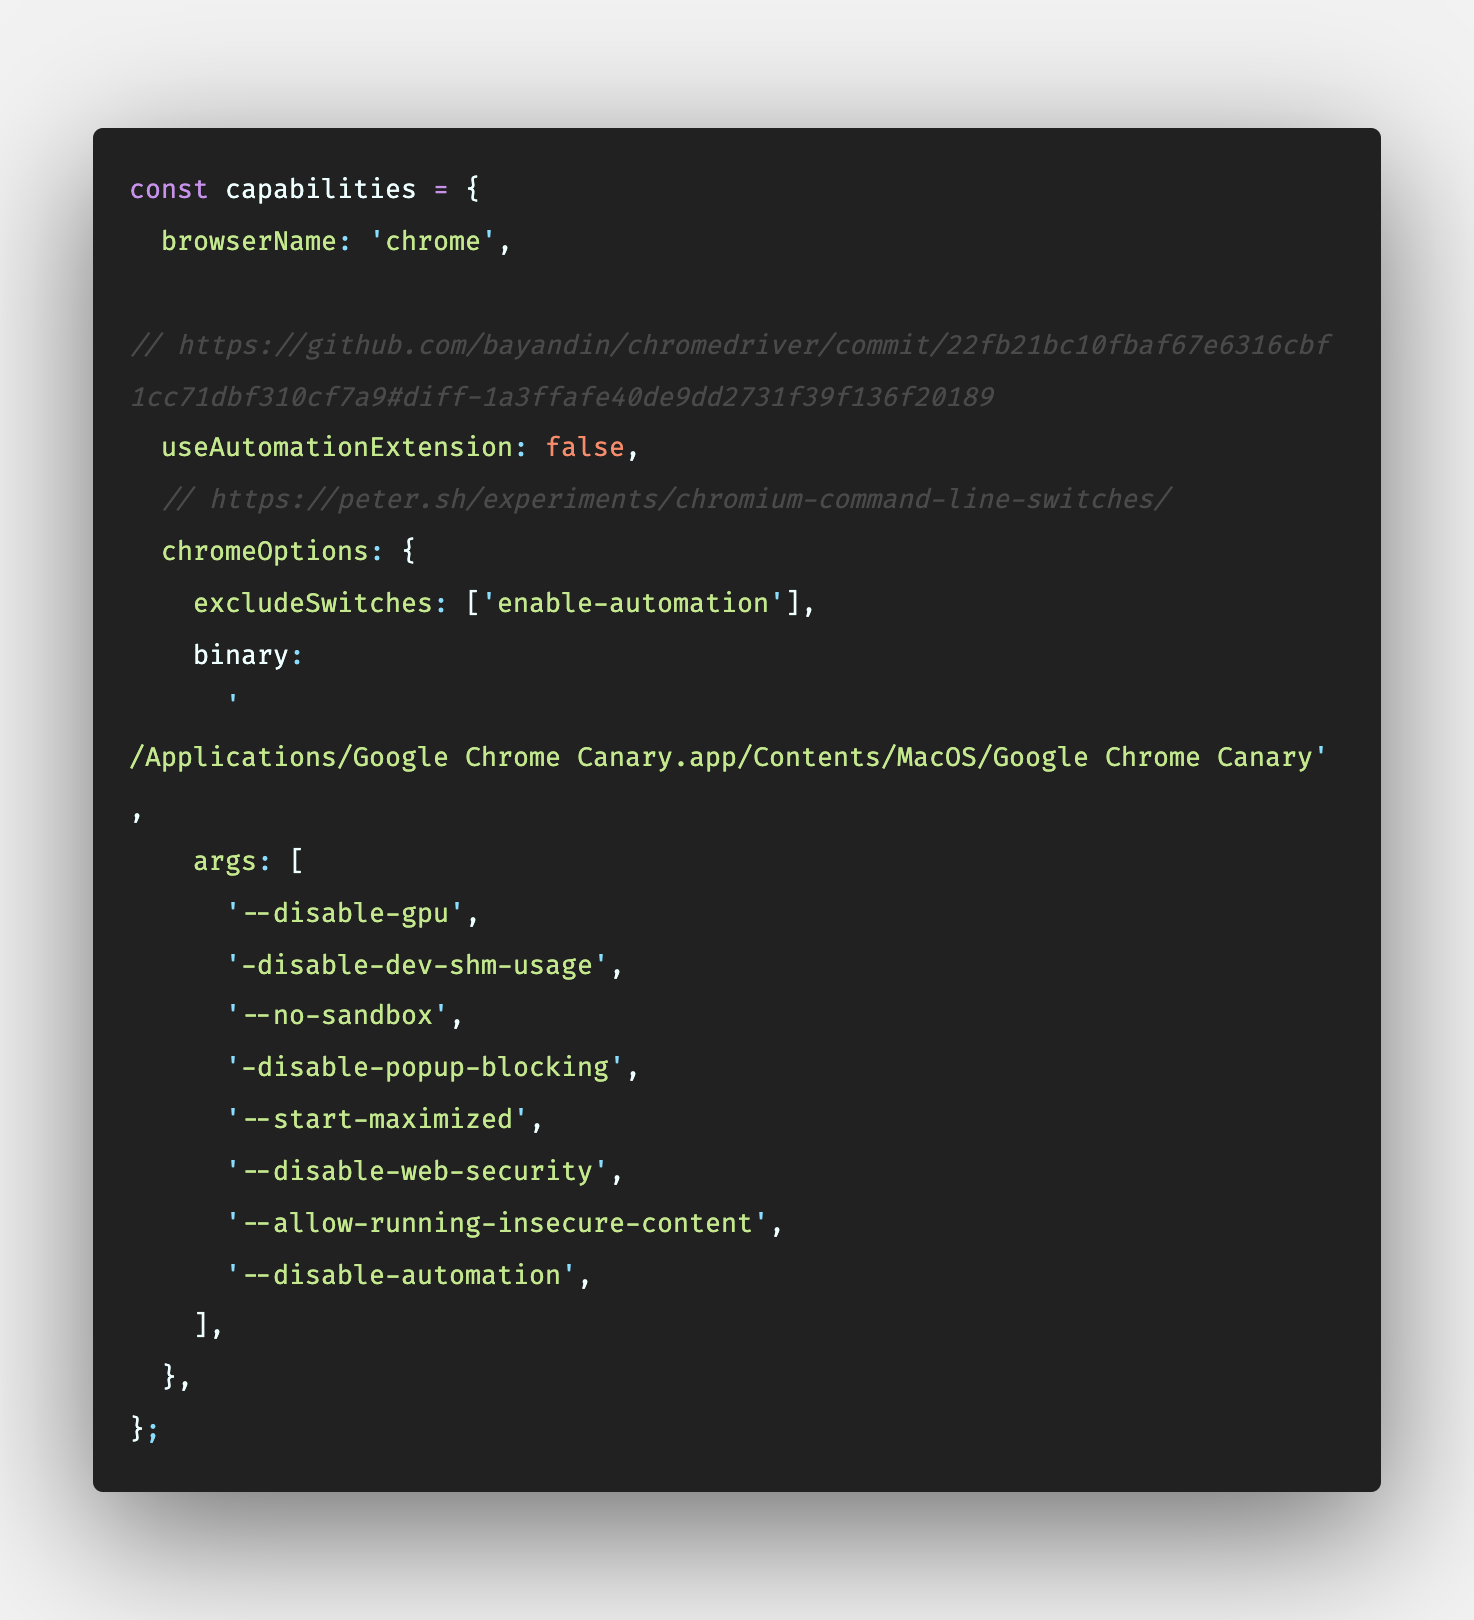 const capabilities = {
  browserName: 'chrome',

// https://github.com/bayandin/chromedriver/commit/22fb21bc10fbaf67e6316cbf
1cc71dbf310cf7a9#diff-1a3ffafe40de9dd2731f39f136f20189
  useAutomationExtension: false,
  // https://peter.sh/experiments/chromium-command-line-switches/
  chromeOptions: {
    excludeSwitches: ['enable-automation'],
    binary:
      '
/Applications/Google Chrome Canary.app/Contents/MacOS/Google Chrome Canary'
,
    args: [
      '--disable-gpu',
      '-disable-dev-shm-usage',
      '--no-sandbox',
      '-disable-popup-blocking',
      '--start-maximized',
      '--disable-web-security',
      '--allow-running-insecure-content',
      '--disable-automation',
    ],
  },
};